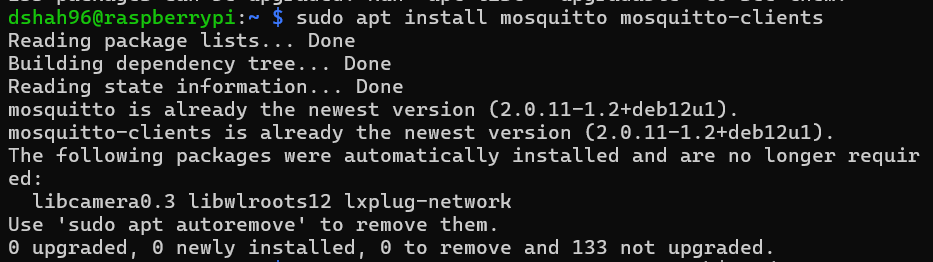 dshah96@raspberrypi:~ $ sudo apt install mosquitto mosquitto-clients
Reading package lists... Done
Building dependency tree... Done
Reading state information... Done
mosquitto is already the newest version (2.0.11-1.2+deb12u1).
mosquitto-clients is already the newest version (2.0.11-1.2+deb12u1).
The following packages were automatically installed and are no longer requir
ed:
  libcamera0.3 libwlroots12 lxplug-network
Use 'sudo apt autoremove' to remove them.
0 upgraded, 0 newly installed, 0 to remove and 133 not upgraded.